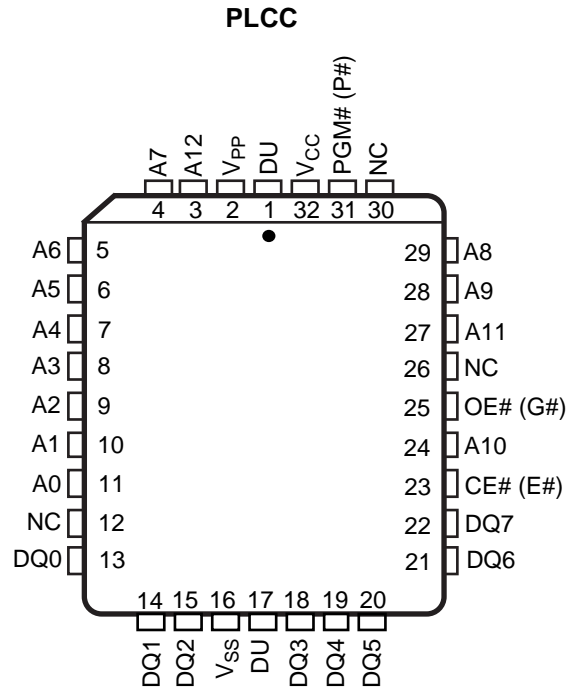 PLCC
A7 A12 VPP DU VCC PGM# (P#) NC
4 3 2 1 32 31 30
A6 5 29 A8
A5 6 28 A9
A4 7 27 A11
A3 8 26 NC
A2 9 25 OE# (G#)
A1 10 24 A10
A0 11 23 CE# (E#)
NC 12 22 DQ7
DQ0 13 21 DQ6
14 15 16 17 18 19 20
DQ1 DQ2 VSS DU DQ3 DQ4 DQ5